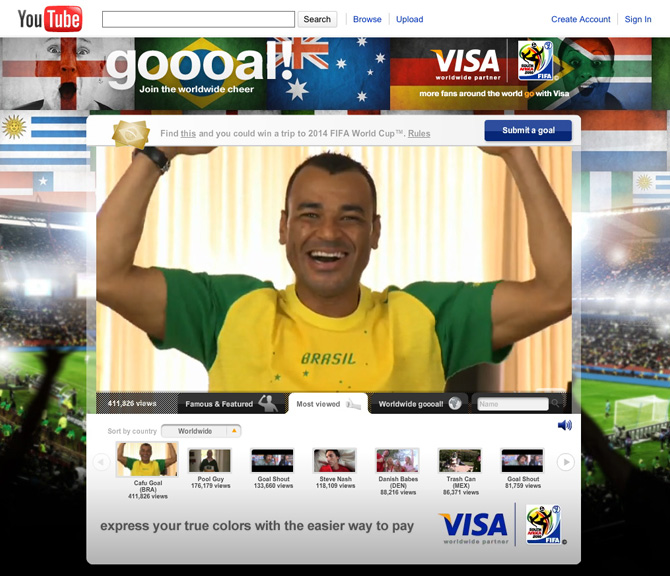 YouTube
Search
Browse
Upload
Create Account
Sign In
goooal!
Join the worldwide cheer
VISA
worldwide partner
SOUTH AFRICA 2010
FIFA
more fans around the world go with Visa
Find this and you could win a trip to 2014 FIFA World Cup™. Rules
Submit a goal
BRASIL
411,826 views
Famous & Featured
Most viewed
Worldwide goooal!
Name
Sort by country
Worldwide
Cafu Goal (BRA) 411,826 views
Pool Guy 176,179 views
Goal Shout 133,660 views
Steve Nash 118,109 views
Danish Babes (DEN) 88,216 views
Trash Can (MEX) 86,371 views
Goal Shout 81,759 views
express your true colors with the easier way to pay
VISA
worldwide partner
FIFA